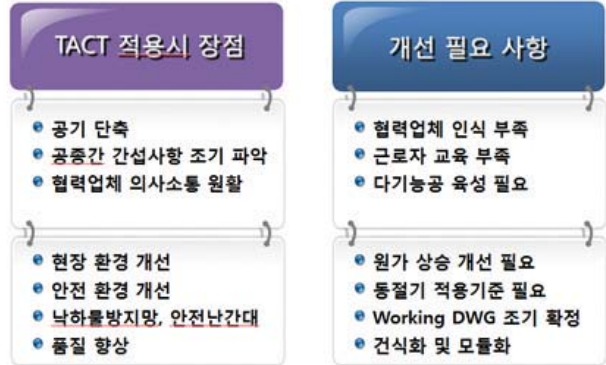 TACT 적용시 장점
공기 단축
공종간 간섭사항 조기 파악
협력업체 의사소통 원활
현장 환경 개선
안전 환경 개선
낙하물방지망, 안전난간대
품질 향상
개선 필요 사항
협력업체 인식 부족
근로자 교육 부족
다기능공 육성 필요
원가 상승 개선 필요
동절기 적용기준 필요
Working DWG 조기 확정
건식화 및 모듈화